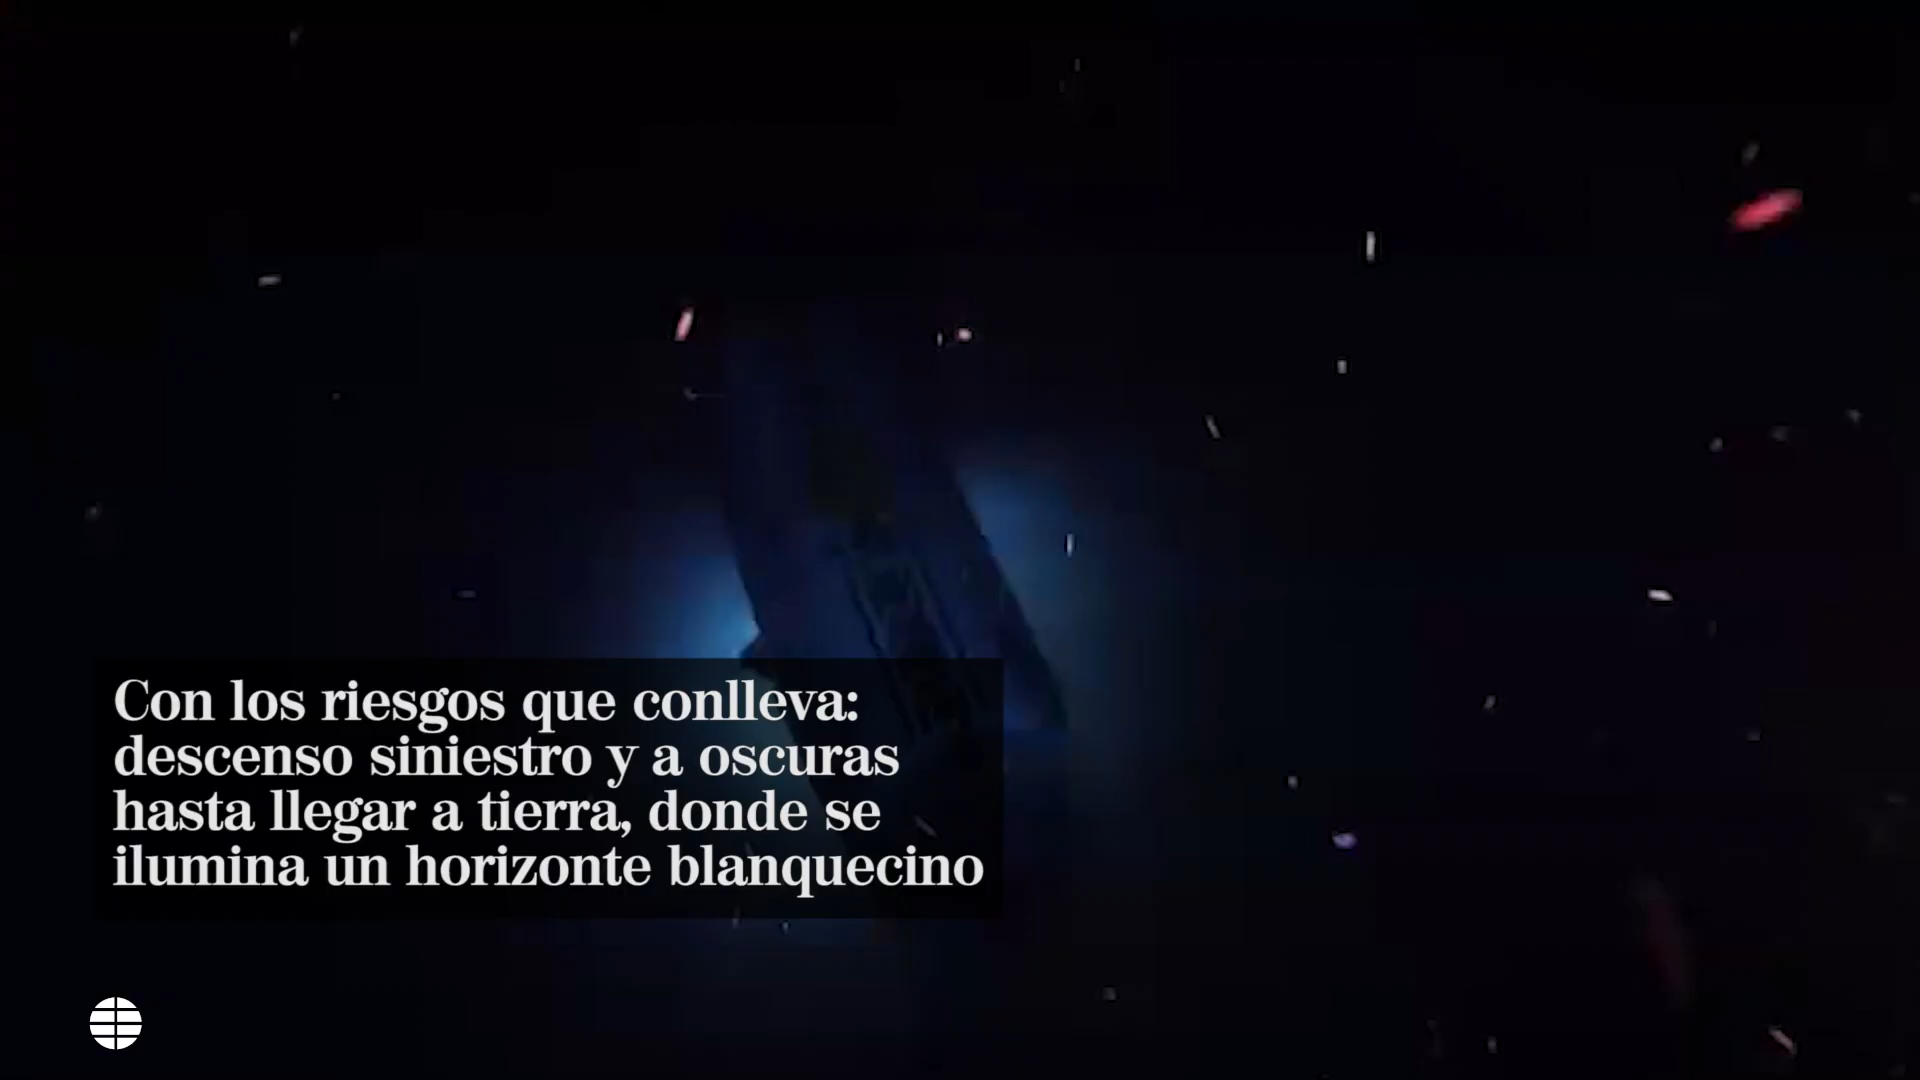 Con los riesgos que conlleva:
descenso siniestro y a oscuras
hasta llegar a tierra, donde se
ilumina un horizonte blanquecino